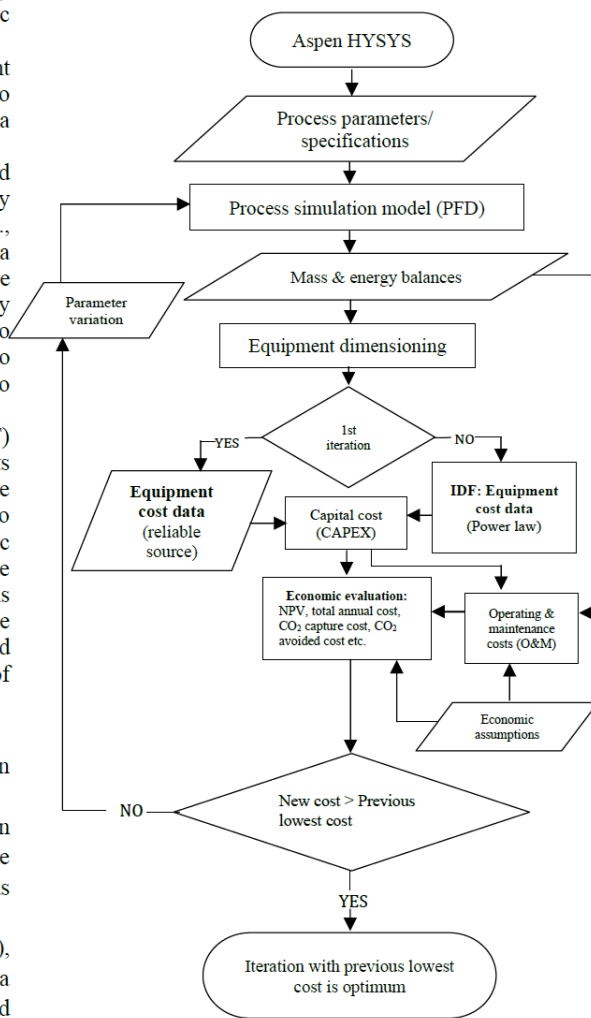 Aspen HYSYS
Process parameters/
specifications
Process simulation model (PFD)
Mass & energy balances
Parameter
variation
Equipment dimensioning
1st
iteration
YES
NO
Equipment
cost data
(reliable
source)
Capital cost
(CAPEX)
IDF: Equipment
cost data
(Power law)
Economic evaluation:
NPV, total annual cost,
CO₂ capture cost, CO₂
avoided cost etc.
Operating &
maintenance
costs (O&M)
Economic
assumptions
New cost > Previous
lowest cost
NO
YES
Iteration with previous lowest
cost is optimum